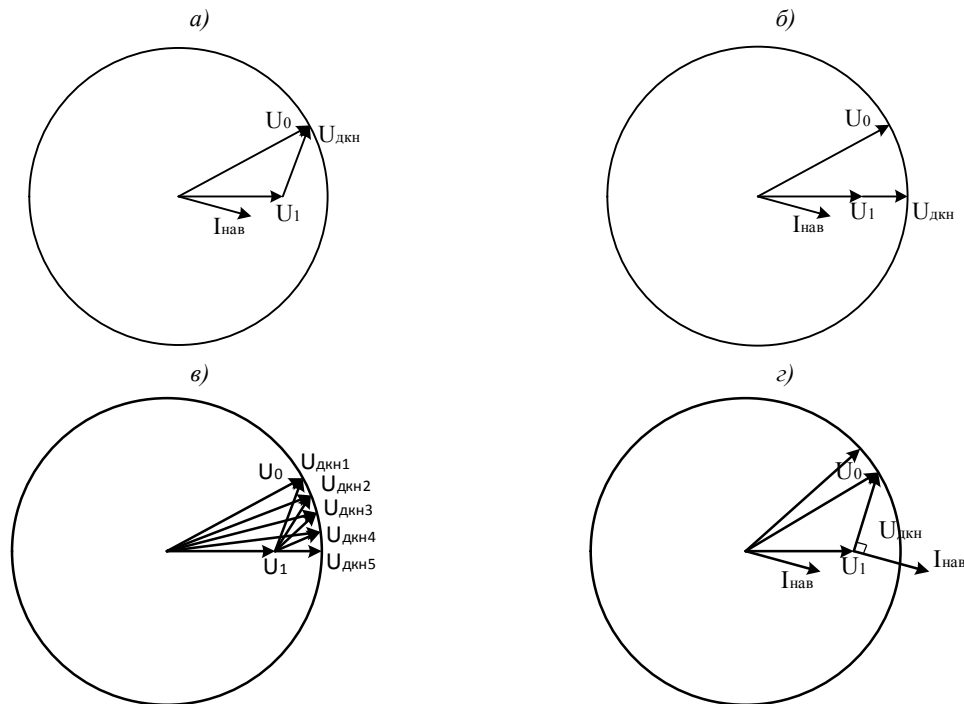 а)
U0
Uдкн
U1
Iнав
б)
U0
U1
Uдкн
Iнав
в)
U0
Uдкн1
Uдкн2
Uдкн3
Uдкн4
U1
Uдкн5
г)
U0
Uдкн
U1
Iнав
Iнав